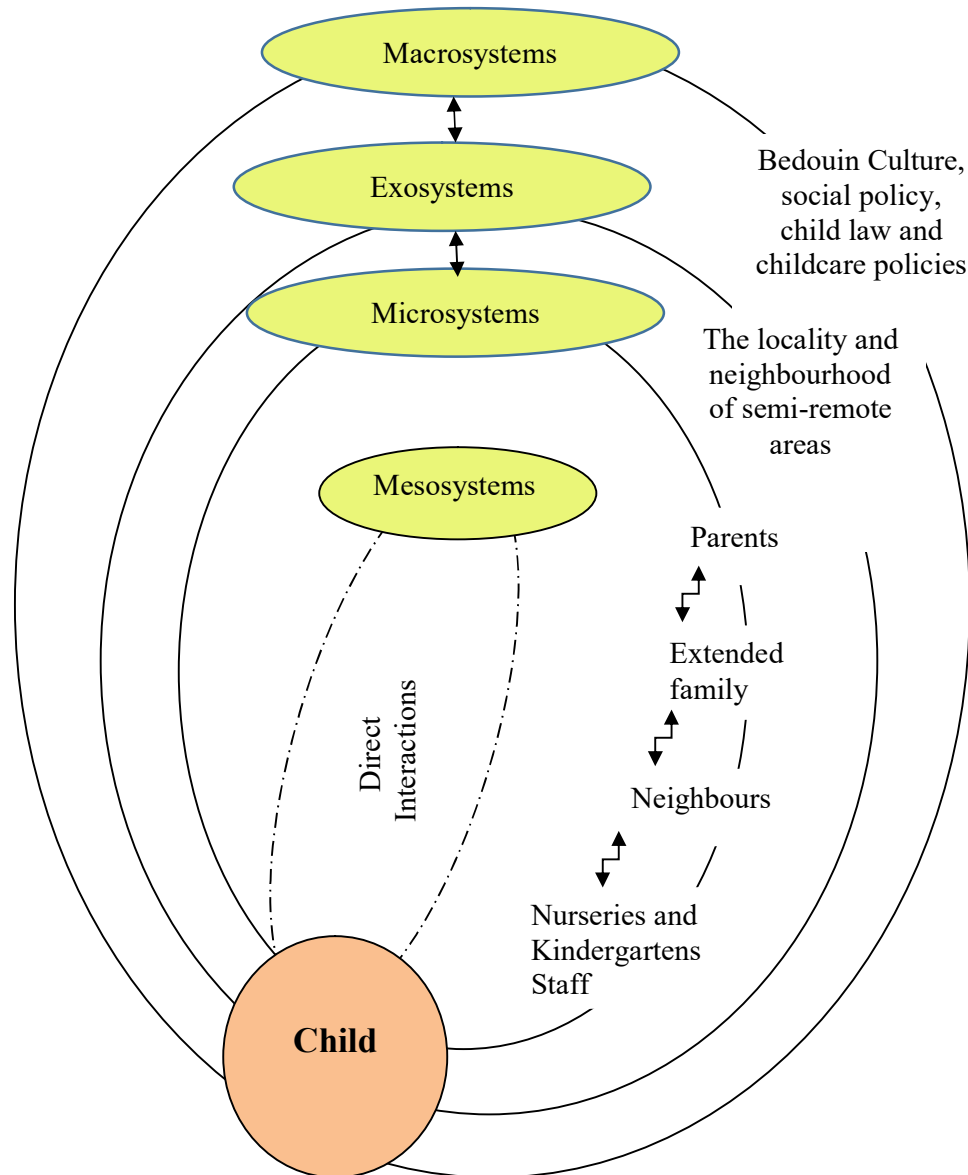 Macrosystems
Bedouin Culture,
social policy,
child law and
childcare policies
Exosystems
Microsystems
The locality and
neighbourhood
of semi-remote
areas
Mesosystems
Parents
Extended
family
Direct
Interactions
Neighbours
Nurseries and
Kindergartens
Staff
Child